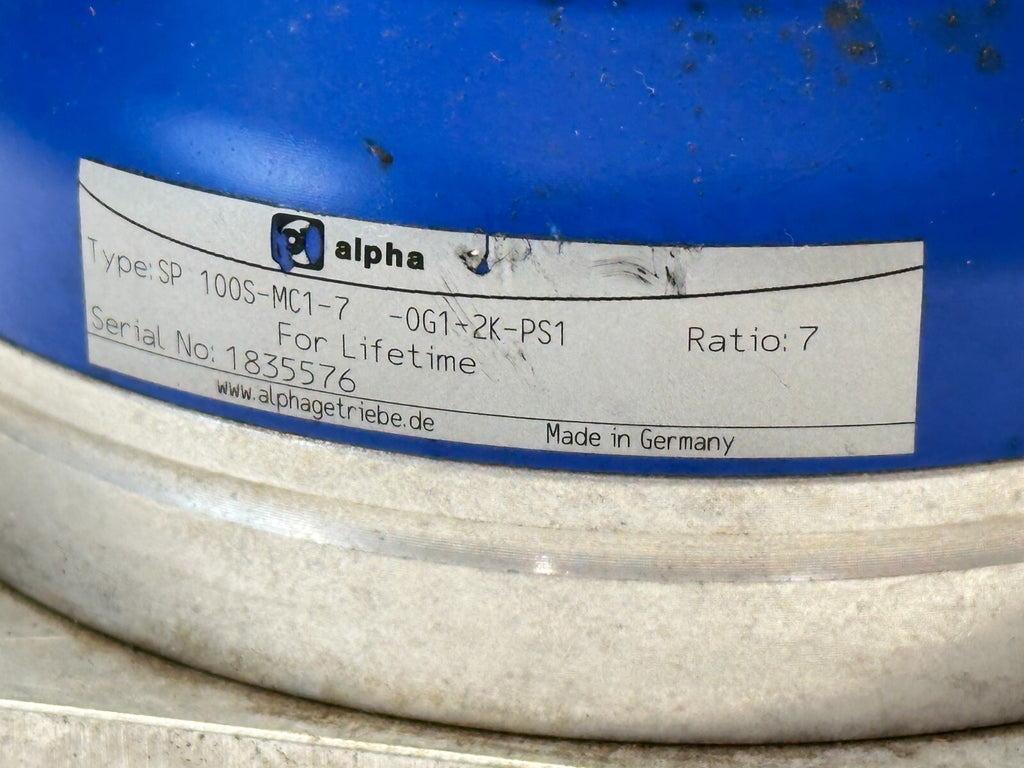 alpha
Type: SP 100S-MC1-7 -0G1-2K-PS1
Ratio: 7
For Lifetime
Serial No: 1835576
www.alphagetriebe.de
Made in Germany